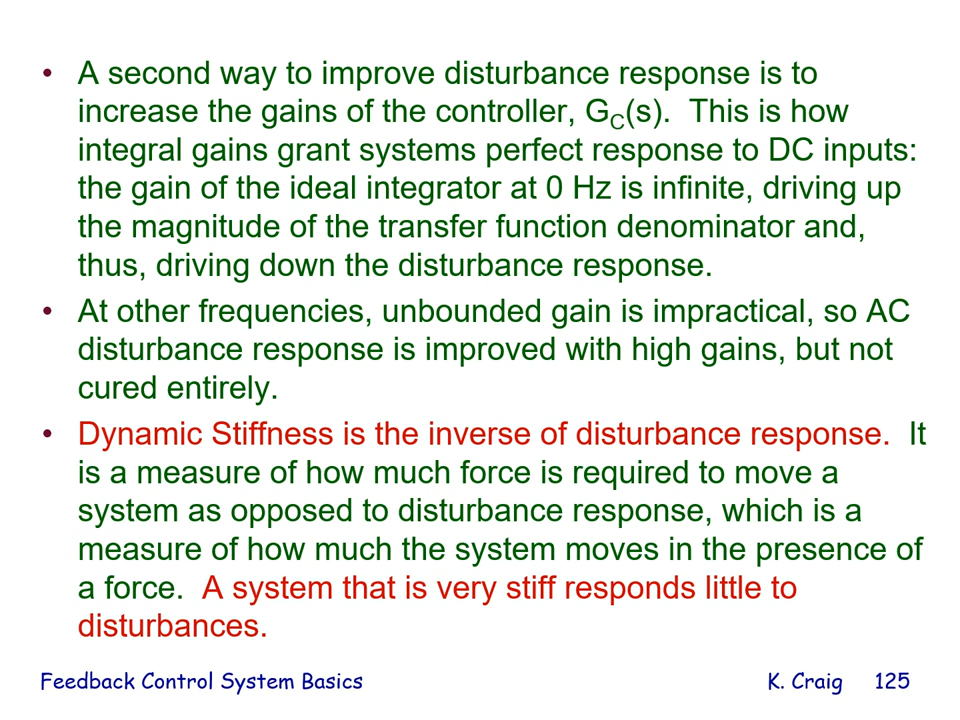 • A second way to improve disturbance response is to
increase the gains of the controller, GC(s).  This is how
integral gains grant systems perfect response to DC inputs:
the gain of the ideal integrator at 0 Hz is infinite, driving up
the magnitude of the transfer function denominator and,
thus, driving down the disturbance response.
• At other frequencies, unbounded gain is impractical, so AC
disturbance response is improved with high gains, but not
cured entirely.
• Dynamic Stiffness is the inverse of disturbance response.  It
is a measure of how much force is required to move a
system as opposed to disturbance response, which is a
measure of how much the system moves in the presence of
a force.  A system that is very stiff responds little to
disturbances.
Feedback Control System Basics K. Craig 125